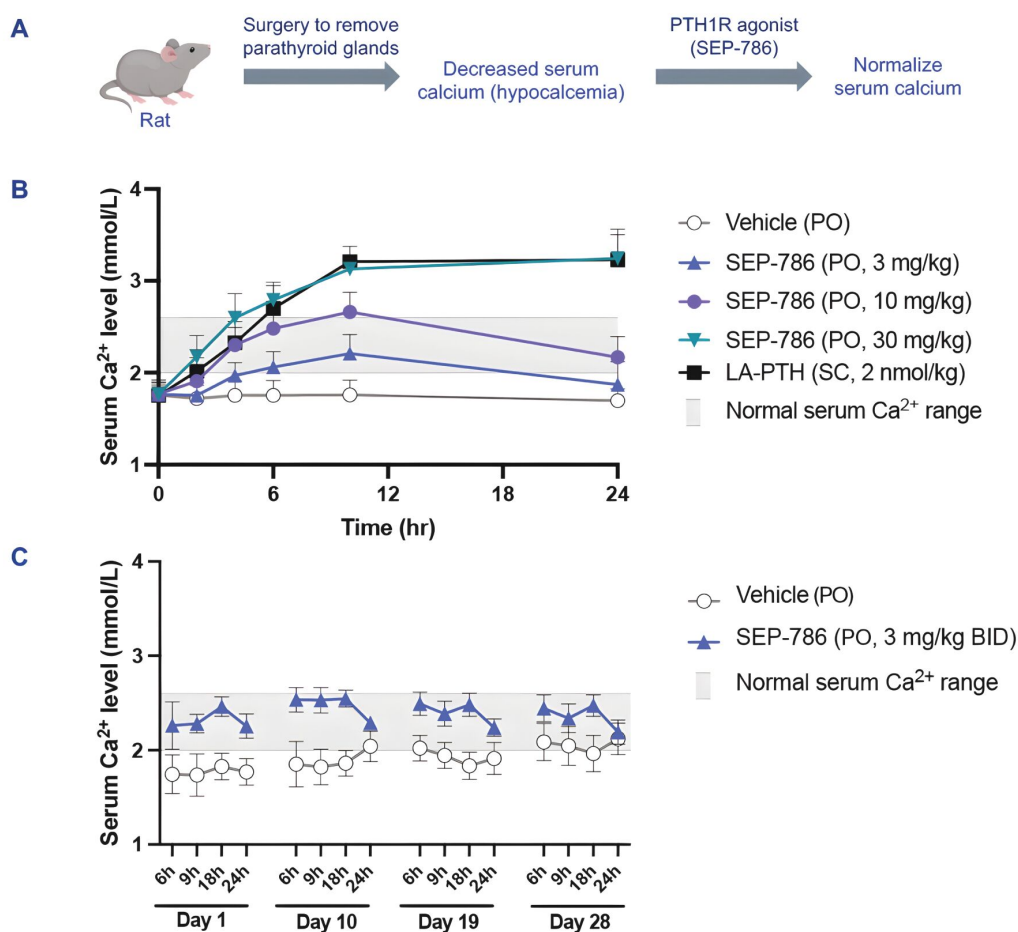 A
Surgery to remove
parathyroid glands
PTH1R agonist
(SEP-786)
Decreased serum
calcium (hypocalcemia)
Normalize
serum calcium
Rat
B
Serum Ca²⁺ level (mmol/L)
4
3
2
1
0
6
12
18
24
Time (hr)
Vehicle (PO)
SEP-786 (PO, 3 mg/kg)
SEP-786 (PO, 10 mg/kg)
SEP-786 (PO, 30 mg/kg)
LA-PTH (SC, 2 nmol/kg)
Normal serum Ca²⁺ range
C
Serum Ca²⁺ level (mmol/L)
4
3
2
1
6h
9h
18h
24h
6h
9h
18h
24h
6h
9h
18h
24h
6h
9h
18h
24h
Day 1
Day 10
Day 19
Day 28
Vehicle (PO)
SEP-786 (PO, 3 mg/kg BID)
Normal serum Ca²⁺ range